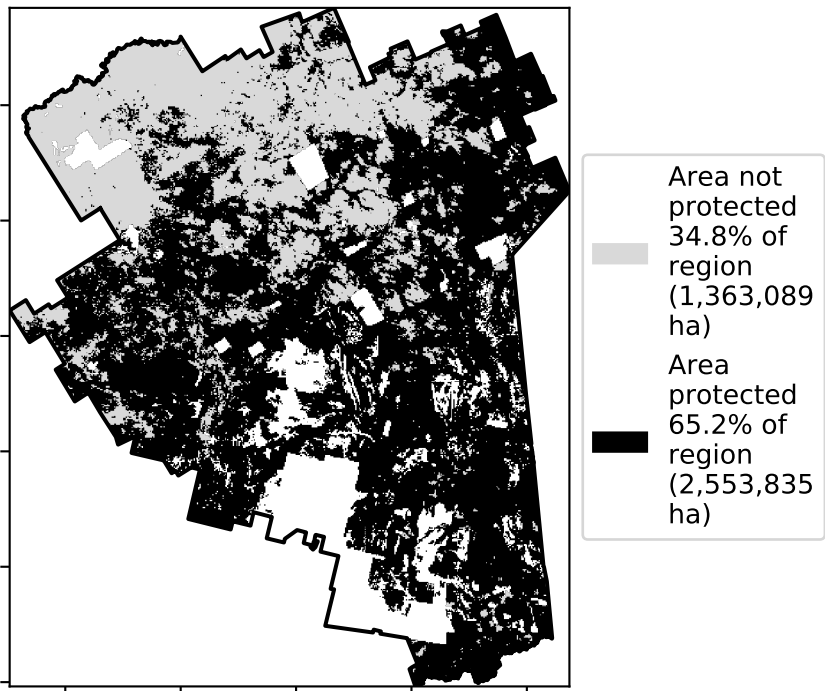 Area not
protected
34.8% of
region
(1,363,089
ha)
Area
protected
65.2% of
region
(2,553,835
ha)